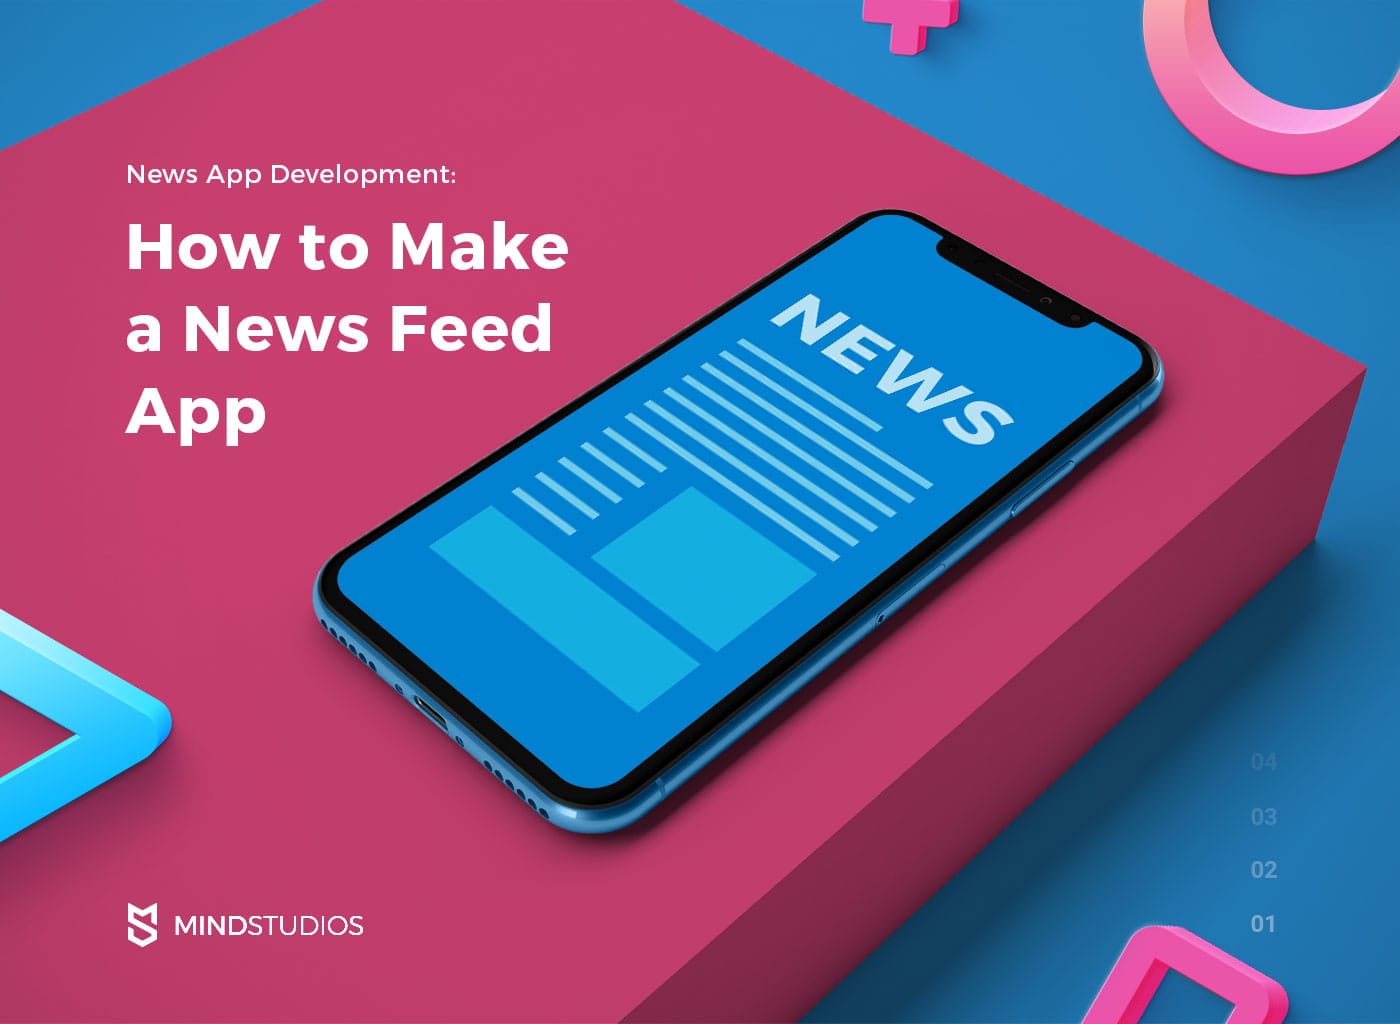 News App Development:
How to Make
a News Feed
App
NEWS
04
03
02
01
MINDSTUDIOS